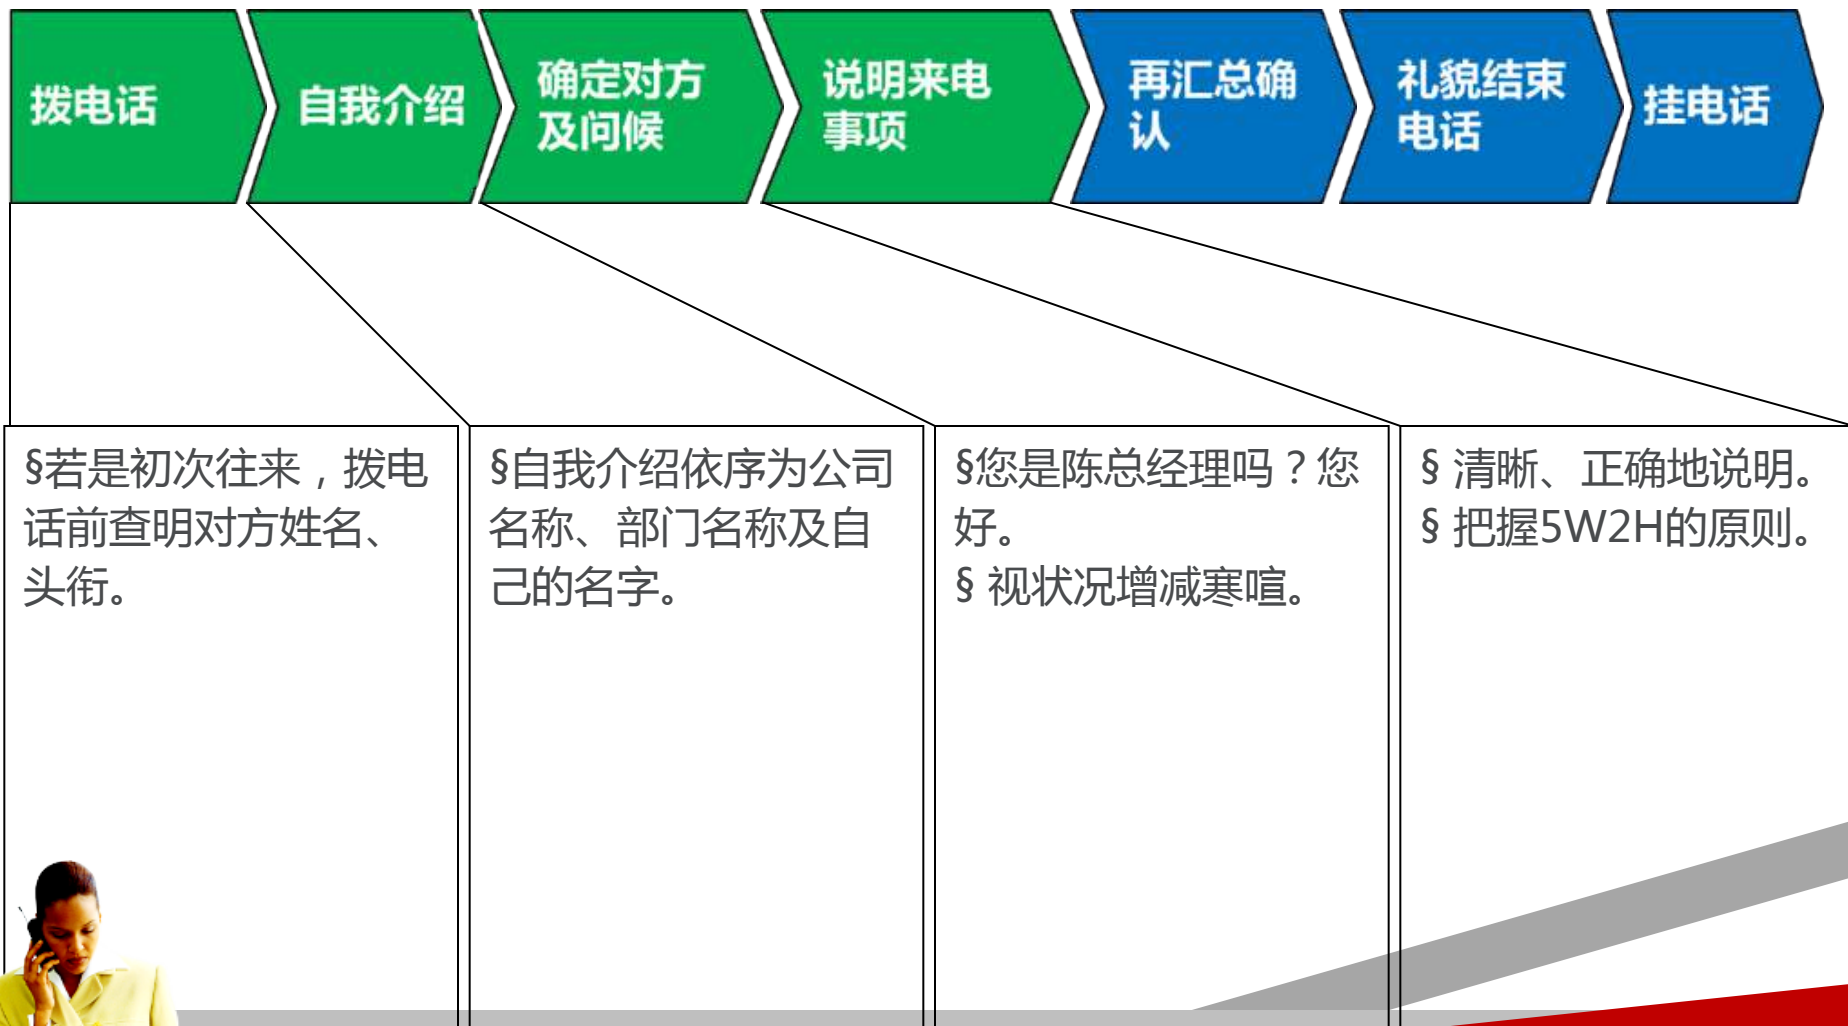 拨电话
自我介绍
确定对方
及问候
说明来电
事项
再汇总确
认
礼貌结束
电话
挂电话
§若是初次往来，拨电
话前查明对方姓名、
头衔。
§自我介绍依序为公司
名称、部门名称及自
己的名字。
§您是陈总经理吗？您
好。
§ 视状况增减寒喧。
§ 清晰、正确地说明。
§ 把握5W2H的原则。